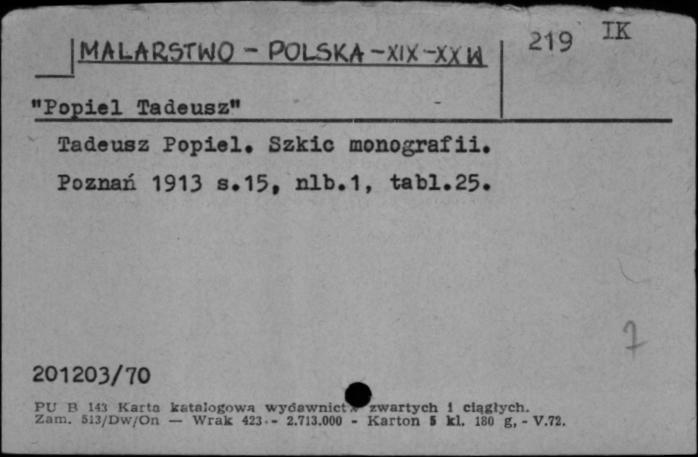 MALARSTWO - POLSKA - XIX - XX W
219 IK
"Popiel Tadeusz"
Tadeusz Popiel. Szkic monografii.
Poznań 1913 s.15, nlb.1, tabl.25.
7
201203/70
PU B 143 Karta katalogowa wydawnictw zwartych i ciągłych.
Zam. 513/Dw/On — Wrak 423 - 2.713.000 - Karton 5 kl. 180 g, - V.72.